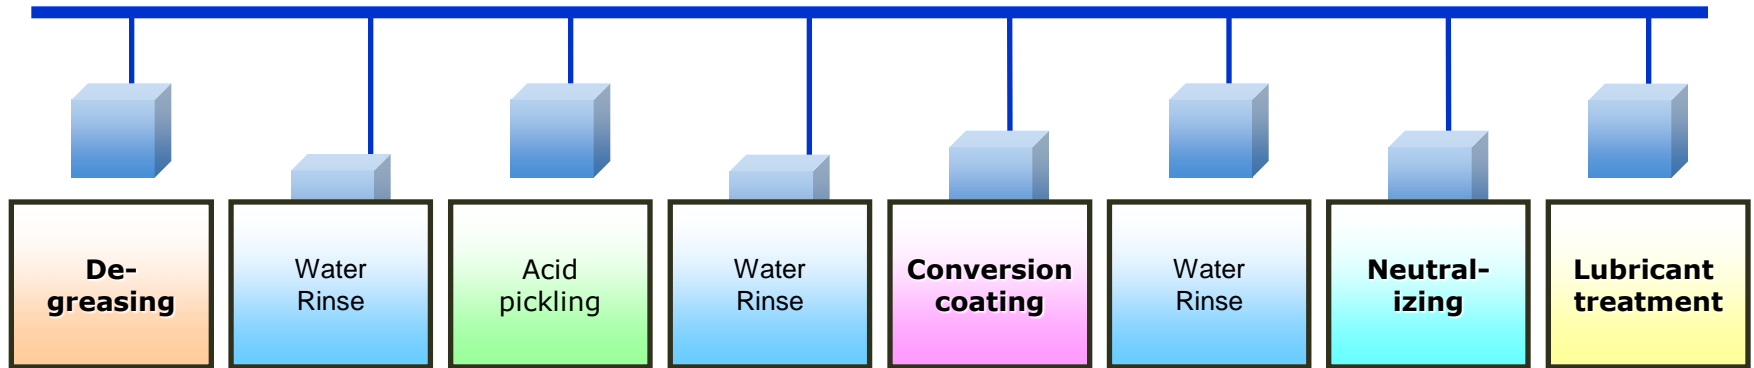 De-
greasing
Water
Rinse
Acid
pickling
Water
Rinse
Conversion
coating
Water
Rinse
Neutral-
izing
Lubricant
treatment